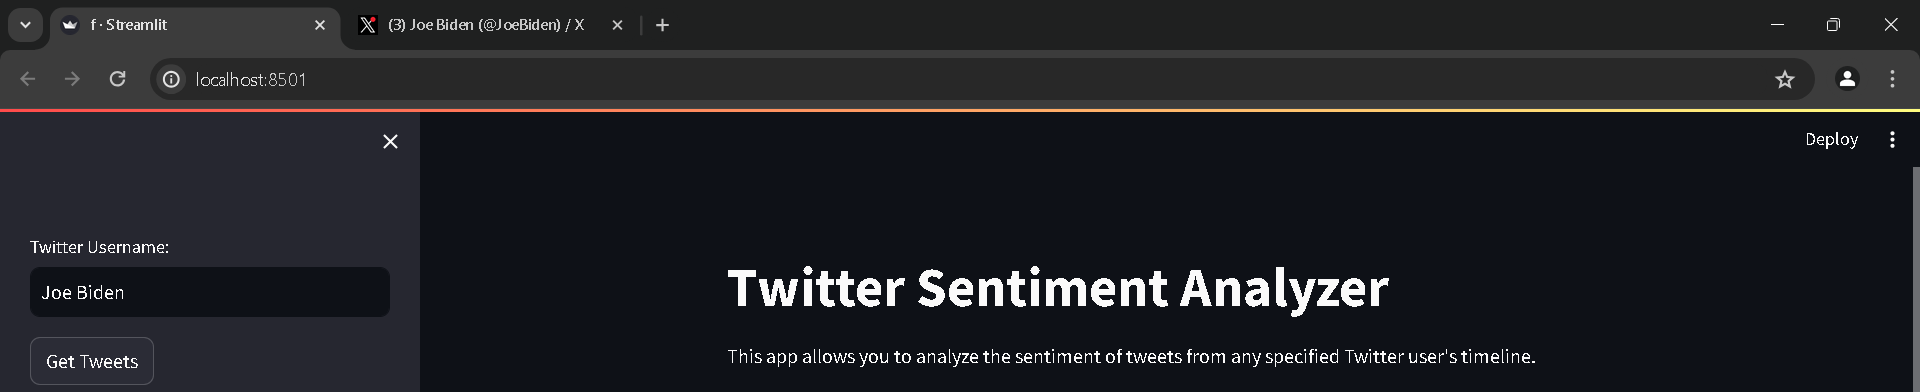 f · Streamlit
(3) Joe Biden (@JoeBiden) / X
localhost:8501
Deploy
Twitter Username:
Joe Biden
Get Tweets
Twitter Sentiment Analyzer
This app allows you to analyze the sentiment of tweets from any specified Twitter user's timeline.